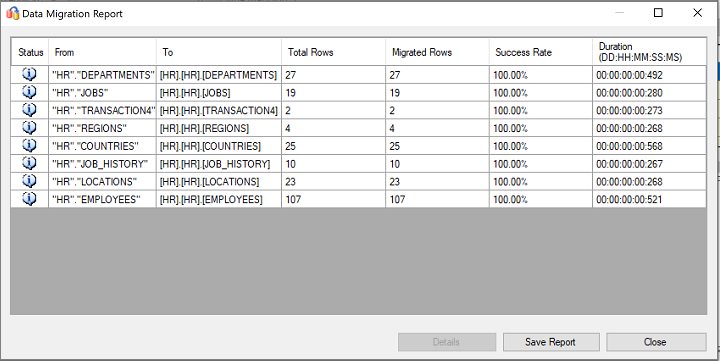 Data Migration Report
Status From To Total Rows Migrated Rows Success Rate Duration (DD:HH:MM:SS:MS)
"HR"."DEPARTMENTS" [HR].[HR].[DEPARTMENTS] 27 27 100.00% 00:00:00:00:492
"HR"."JOBS" [HR].[HR].[JOBS] 19 19 100.00% 00:00:00:00:280
"HR"."TRANSACTION4" [HR].[HR].[TRANSACTION4] 2 2 100.00% 00:00:00:00:273
"HR"."REGIONS" [HR].[HR].[REGIONS] 4 4 100.00% 00:00:00:00:268
"HR"."COUNTRIES" [HR].[HR].[COUNTRIES] 25 25 100.00% 00:00:00:00:568
"HR"."JOB_HISTORY" [HR].[HR].[JOB_HISTORY] 10 10 100.00% 00:00:00:00:267
"HR"."LOCATIONS" [HR].[HR].[LOCATIONS] 23 23 100.00% 00:00:00:00:268
"HR"."EMPLOYEES" [HR].[HR].[EMPLOYEES] 107 107 100.00% 00:00:00:00:521
Details Save Report Close